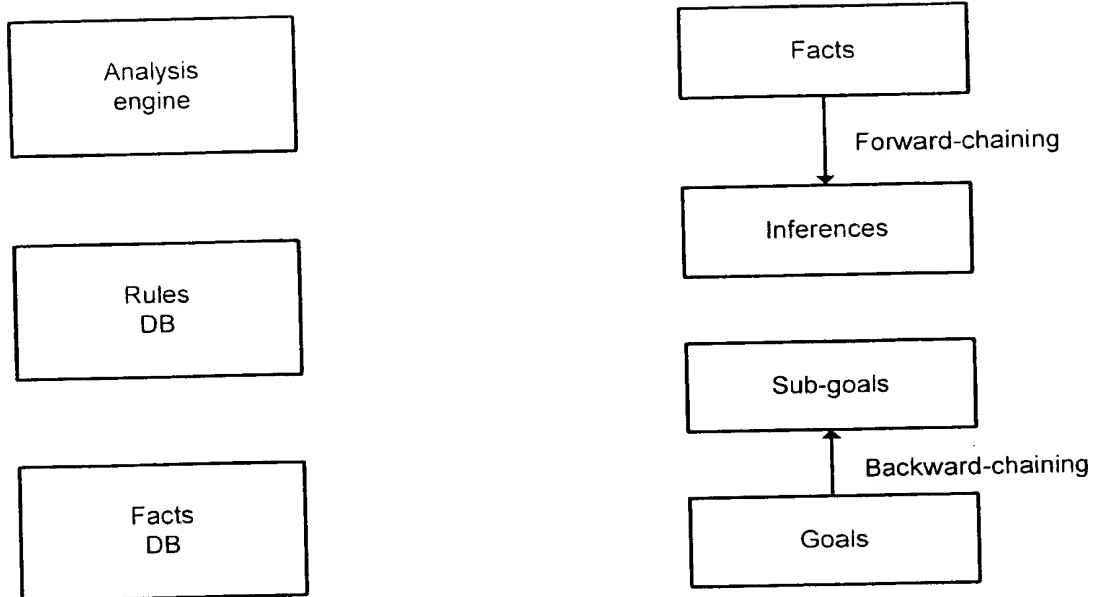 Analysis
engine
Rules
DB
Facts
DB
Facts
Forward-chaining
Inferences
Sub-goals
Backward-chaining
Goals